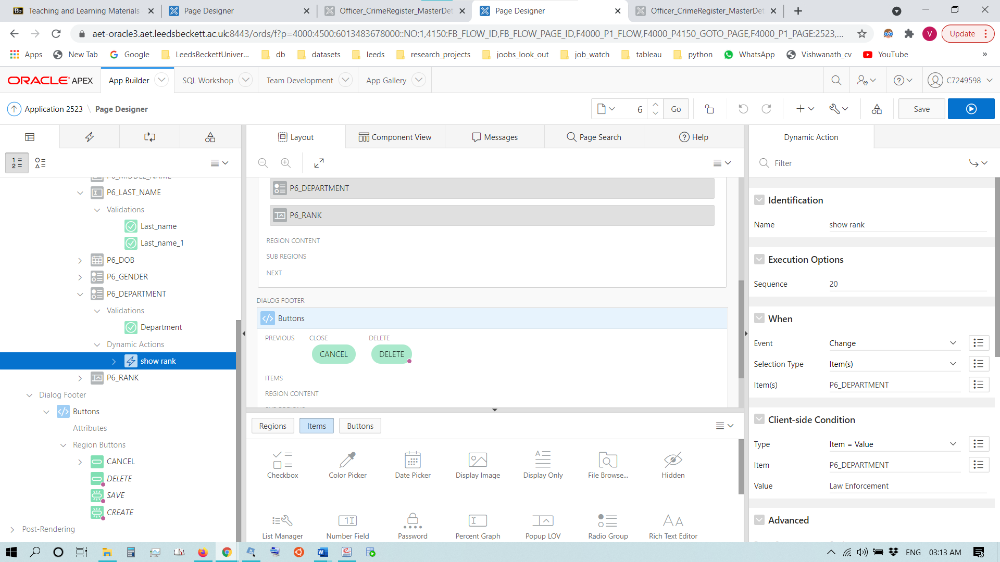 Teaching and Learning Materials
Page Designer
Officer_CrimeRegister_MasterDet
Page Designer
Officer_CrimeRegister_MasterDet
aet-oracle3.aet.leedsbeckett.ac.uk:8443/ords/f?p=4000:4500:6013483678000::NO:1,4150:FB_FLOW_ID,FB_FLOW_PAGE_ID,F4000_P1_FLOW,F4000_P4150_GOTO_PAGE,F4000_P1_PAGE:2523,...
V
Update
Apps
New Tab
Google
LeedsBeckettUniver...
db
datasets
leeds
research_projects
joobs_look_out
job_watch
tableau
python
WhatsApp
Vishwanath_cv
YouTube
»
ORACLE APEX
App Builder
SQL Workshop
Team Development
App Gallery
C7249598
Application 2523 \ Page Designer
6
Go
Save
Layout
Component View
Messages
Page Search
Help
Dynamic Action
Filter
P6_MIDDLE_NAME
P6_LAST_NAME
Validations
Last_name
Last_name_1
P6_DOB
P6_GENDER
P6_DEPARTMENT
Validations
Department
Dynamic Actions
show rank
P6_RANK
Dialog Footer
Buttons
Attributes
Region Buttons
CANCEL
DELETE
SAVE
CREATE
Post-Rendering
P6_DEPARTMENT
P6_RANK
REGION CONTENT
SUB REGIONS
NEXT
DIALOG FOOTER
Buttons
PREVIOUS
CLOSE
DELETE
CANCEL
DELETE
ITEMS
REGION CONTENT
SUB REGIONS
Regions
Items
Buttons
Checkbox
Color Picker
Date Picker
Display Image
Display Only
File Browse...
Hidden
List Manager
Number Field
Password
Percent Graph
Popup LOV
Radio Group
Rich Text Editor
Identification
Name
show rank
Execution Options
Sequence
20
When
Event
Change
Selection Type
Item(s)
Item(s)
P6_DEPARTMENT
Client-side Condition
Type
Item = Value
Item
P6_DEPARTMENT
Value
Law Enforcement
Advanced
ENG
03:13 AM